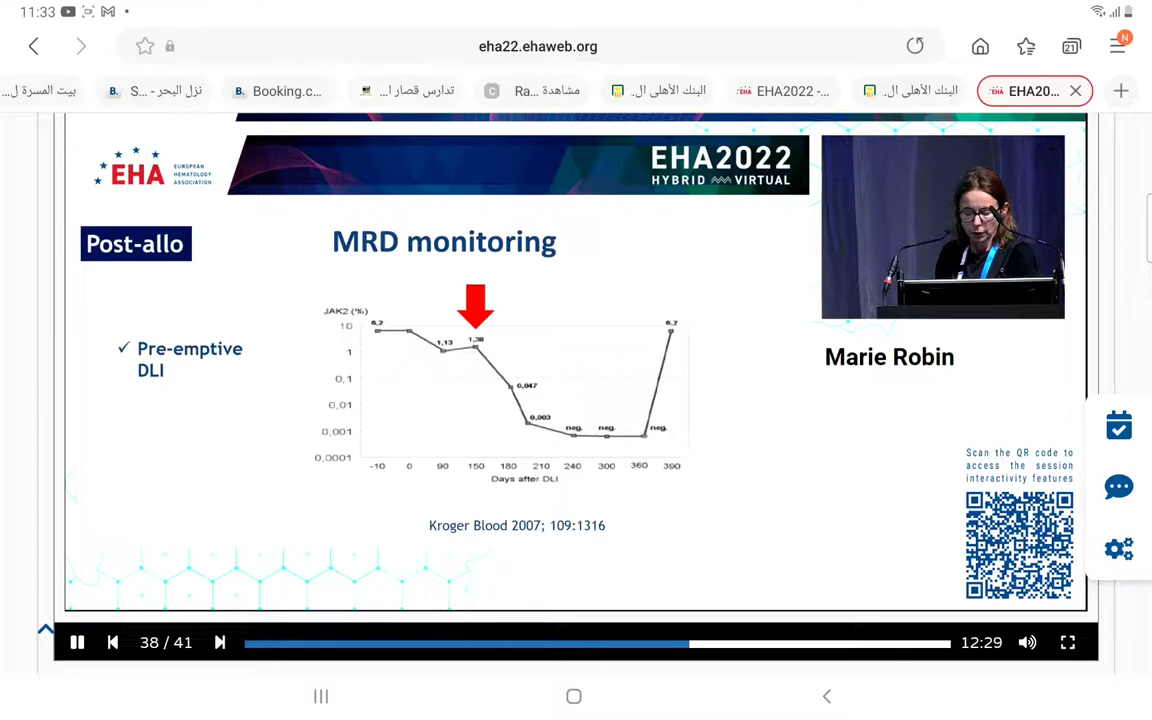 11:33
eha22.ehaweb.org
21
N
بيت المسرة ل...
B. S... - نزل البحر
B. Booking.c...
تدارس قصار ا...
C Ra... مشاهدة
البنك الأهلي ال...
EHA EHA2022 -...
البنك الأهلي ال...
EHA EHA20...
EHA EUROPEAN HEMATOLOGY ASSOCIATION
EHA2022
HYBRID VIRTUAL
Post-allo
MRD monitoring
Pre-emptive
DLI
JAK2 (%)
10
1
0,1
0,01
0,001
0,0001
6,2
1,13
1,38
0,047
0,003
neg.
neg.
neg.
6,2
-10 0 90 150 180 210 240 300 360 390
Days after DLI
Kroger Blood 2007; 109:1316
Marie Robin
Scan the QR code to
access the session
interactivity features
38 / 41
12:29